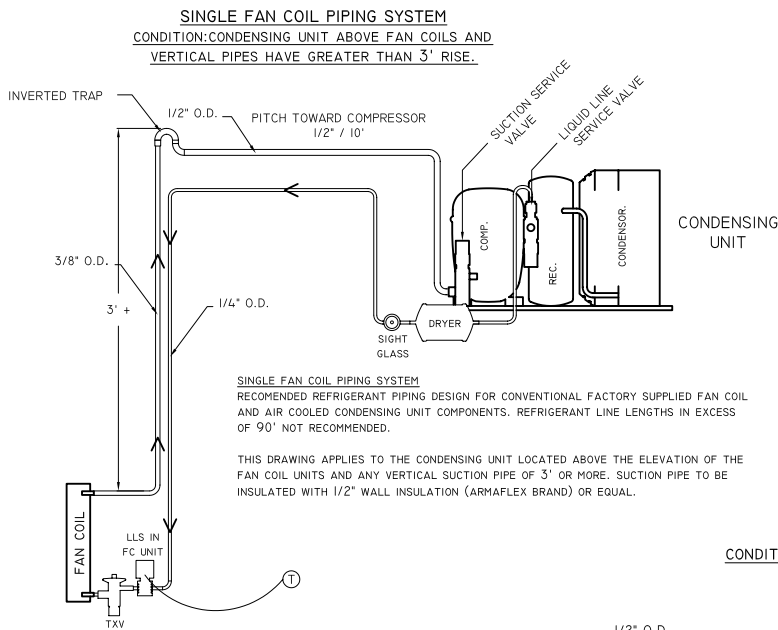 SINGLE FAN COIL PIPING SYSTEM
CONDITION:CONDENSING UNIT ABOVE FAN COILS AND
VERTICAL PIPES HAVE GREATER THAN 3' RISE.
INVERTED TRAP
1/2" O.D.
PITCH TOWARD COMPRESSOR
1/2" / 10'
SUCTION SERVICE
VALVE
LIQUID LINE
SERVICE VALVE
COMP.
REC.
CONDENSOR.
CONDENSING
UNIT
3/8" O.D.
3' +
1/4" O.D.
DRYER
SIGHT
GLASS
SINGLE FAN COIL PIPING SYSTEM
RECOMENDED REFRIGERANT PIPING DESIGN FOR CONVENTIONAL FACTORY SUPPLIED FAN COIL
AND AIR COOLED CONDENSING UNIT COMPONENTS. REFRIGERANT LINE LENGTHS IN EXCESS
OF 90' NOT RECOMMENDED.
THIS DRAWING APPLIES TO THE CONDENSING UNIT LOCATED ABOVE THE ELEVATION OF THE
FAN COIL UNITS AND ANY VERTICAL SUCTION PIPE OF 3' OR MORE. SUCTION PIPE TO BE
INSULATED WITH 1/2" WALL INSULATION (ARMAFLEX BRAND) OR EQUAL.
FAN COIL
LLS IN
FC UNIT
T
TXV
CONDIT
1/2" O.D.